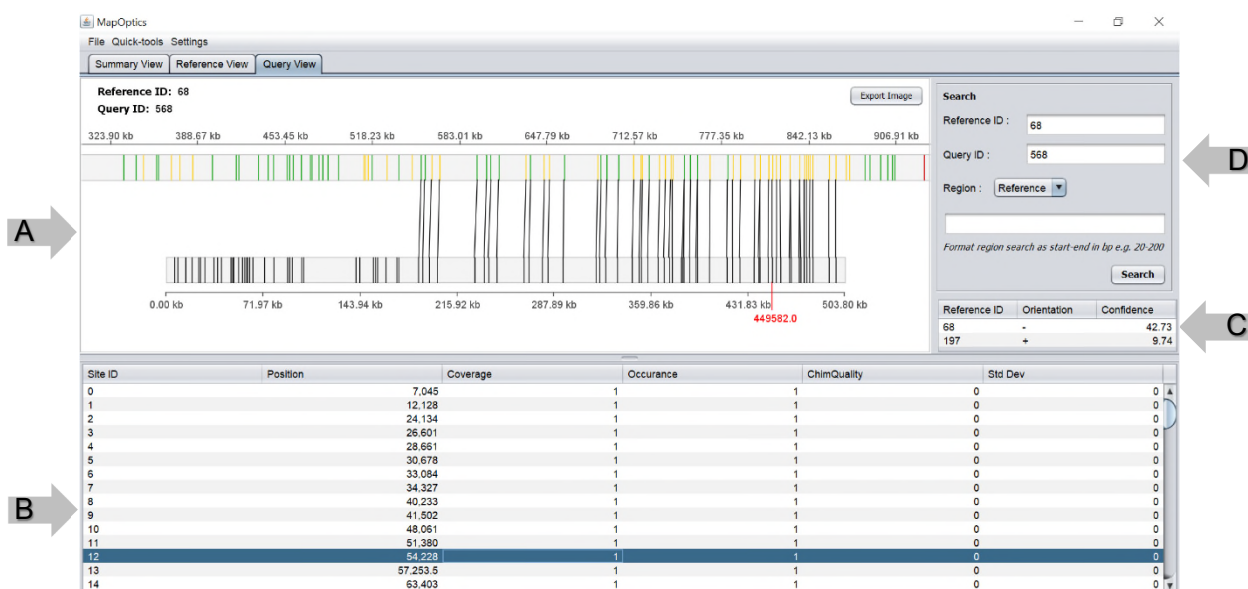 MapOptics
File Quick-tools Settings
Summary View Reference View Query View
Reference ID: 68
Query ID: 568
Export Image
323.90 kb 388.67 kb 453.45 kb 518.23 kb 583.01 kb 647.79 kb 712.57 kb 777.35 kb 842.13 kb 906.91 kb
0.00 kb 71.97 kb 143.94 kb 215.92 kb 287.89 kb 359.86 kb 431.83 kb 503.80 kb
449582.0
A
Search
Reference ID : 68
Query ID : 568
Region : Reference
Format region search as start-end in bp e.g. 20-200
Search
D
Reference ID Orientation Confidence
68 - 42.73
197 + 9.74
C
Site ID Position Coverage Occurance ChimQuality Std Dev
0 7,045 1 1 0 0
1 12,128 1 1 0 0
2 24,134 1 1 0 0
3 26,601 1 1 0 0
4 28,661 1 1 0 0
5 30,678 1 1 0 0
6 33,084 1 1 0 0
7 34,327 1 1 0 0
8 40,233 1 1 0 0
9 41,502 1 1 0 0
10 48,061 1 1 0 0
11 51,380 1 1 0 0
12 54,228 1 1 0 0
13 57,253.5 1 1 0 0
14 63,403 1 1 0 0
B